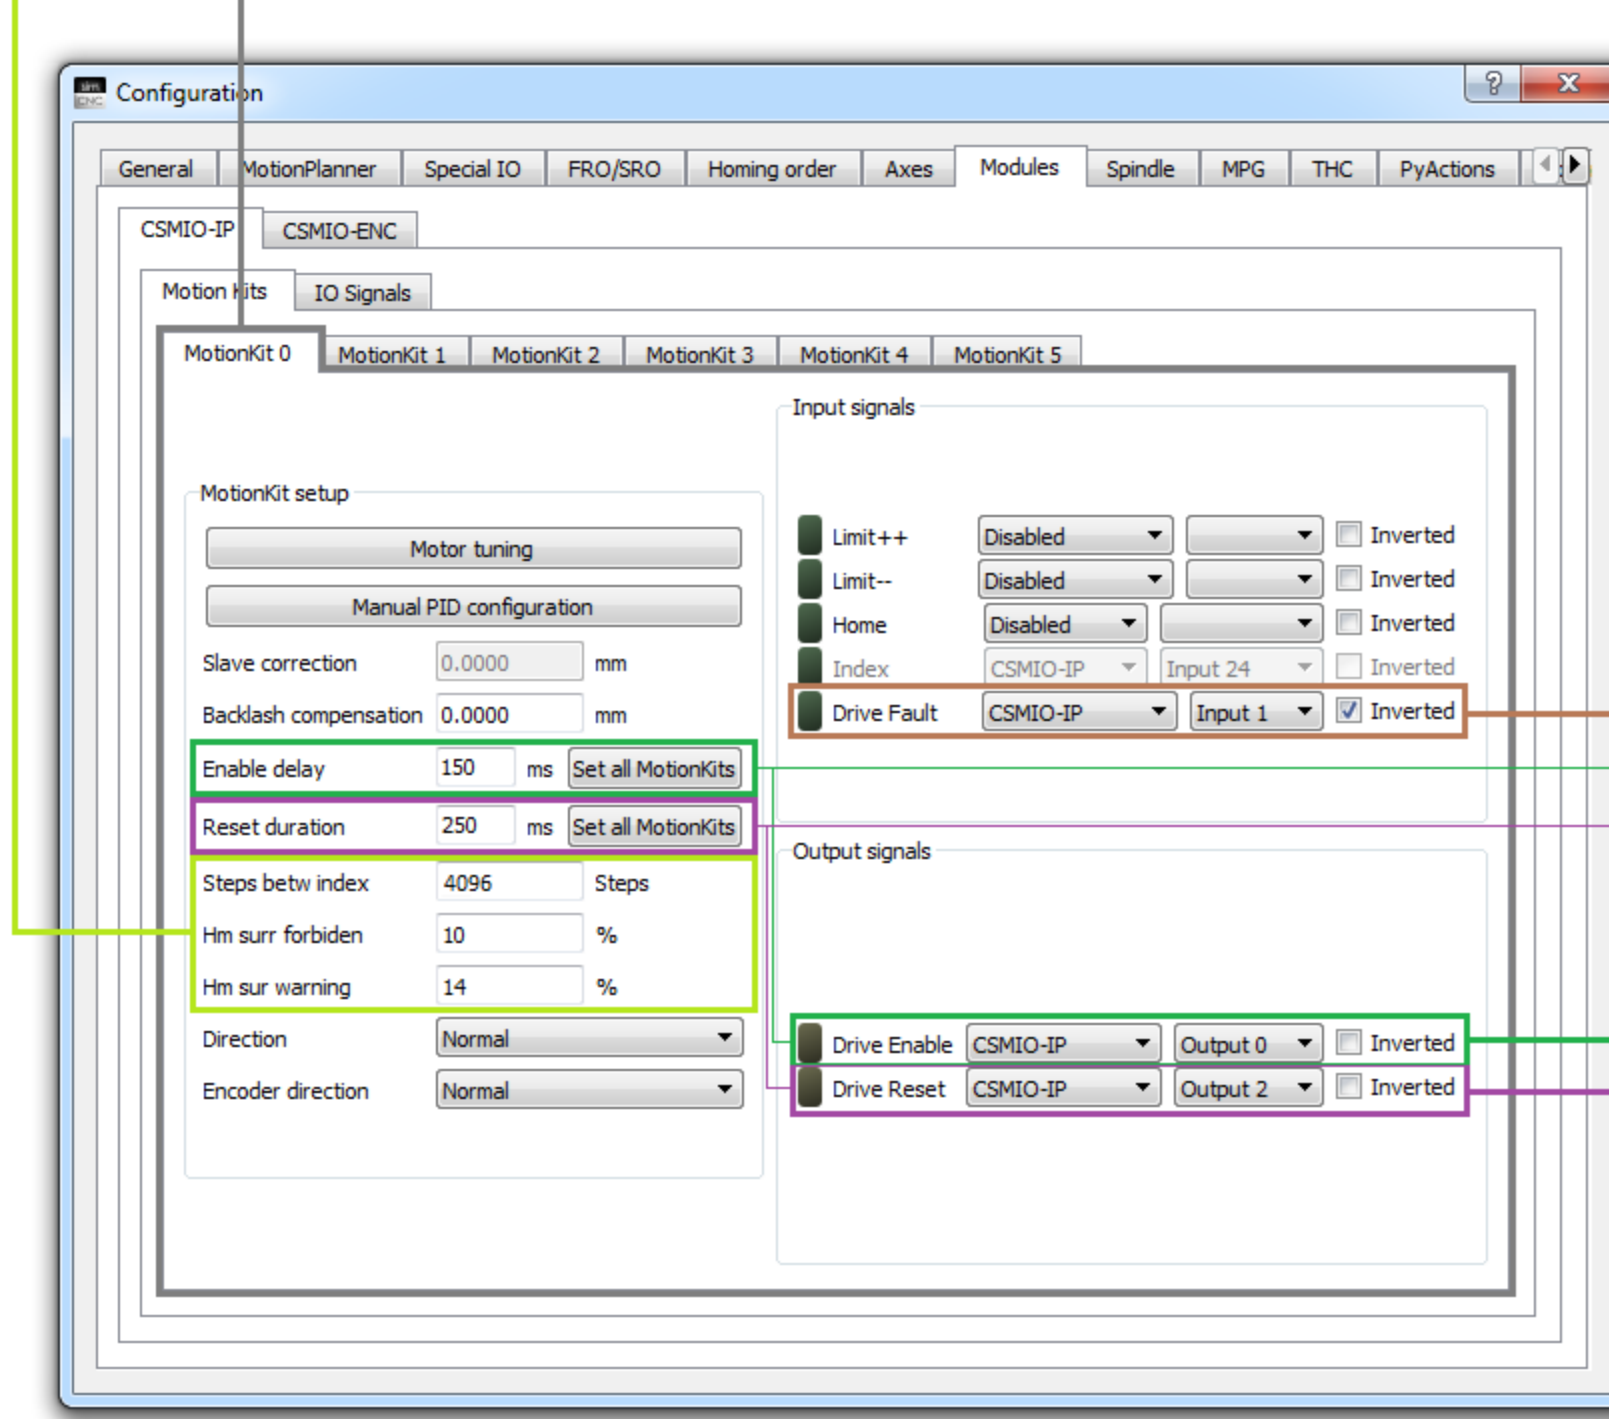 Configuration
General MotionPlanner Special IO FRO/SRO Homing order Axes Modules Spindle MPG THC PyActions
CSMIO-IP CSMIO-ENC
Motion Kits IO Signals
MotionKit 0 MotionKit 1 MotionKit 2 MotionKit 3 MotionKit 4 MotionKit 5
MotionKit setup
Motor tuning
Manual PID configuration
Slave correction 0.0000 mm
Backlash compensation 0.0000 mm
Enable delay 150 ms Set all MotionKits
Reset duration 250 ms Set all MotionKits
Steps betw index 4096 Steps
Hm surr forbiden 10 %
Hm sur warning 14 %
Direction Normal
Encoder direction Normal
Input signals
Limit++ Disabled Inverted
Limit-- Disabled Inverted
Home Disabled Inverted
Index CSMIO-IP Input 24 Inverted
Drive Fault CSMIO-IP Input 1 Inverted
Output signals
Drive Enable CSMIO-IP Output 0 Inverted
Drive Reset CSMIO-IP Output 2 Inverted